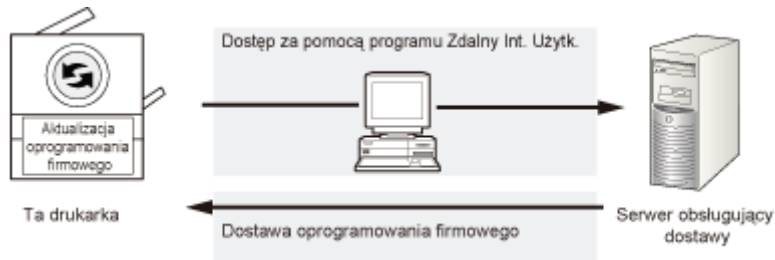 Dostęp za pomocą programu Zdalny Int. Użytk.
Aktualizacja
oprogramowania
firmowego
Ta drukarka
Dostawa oprogramowania firmowego
Serwer obsługujący
dostawy